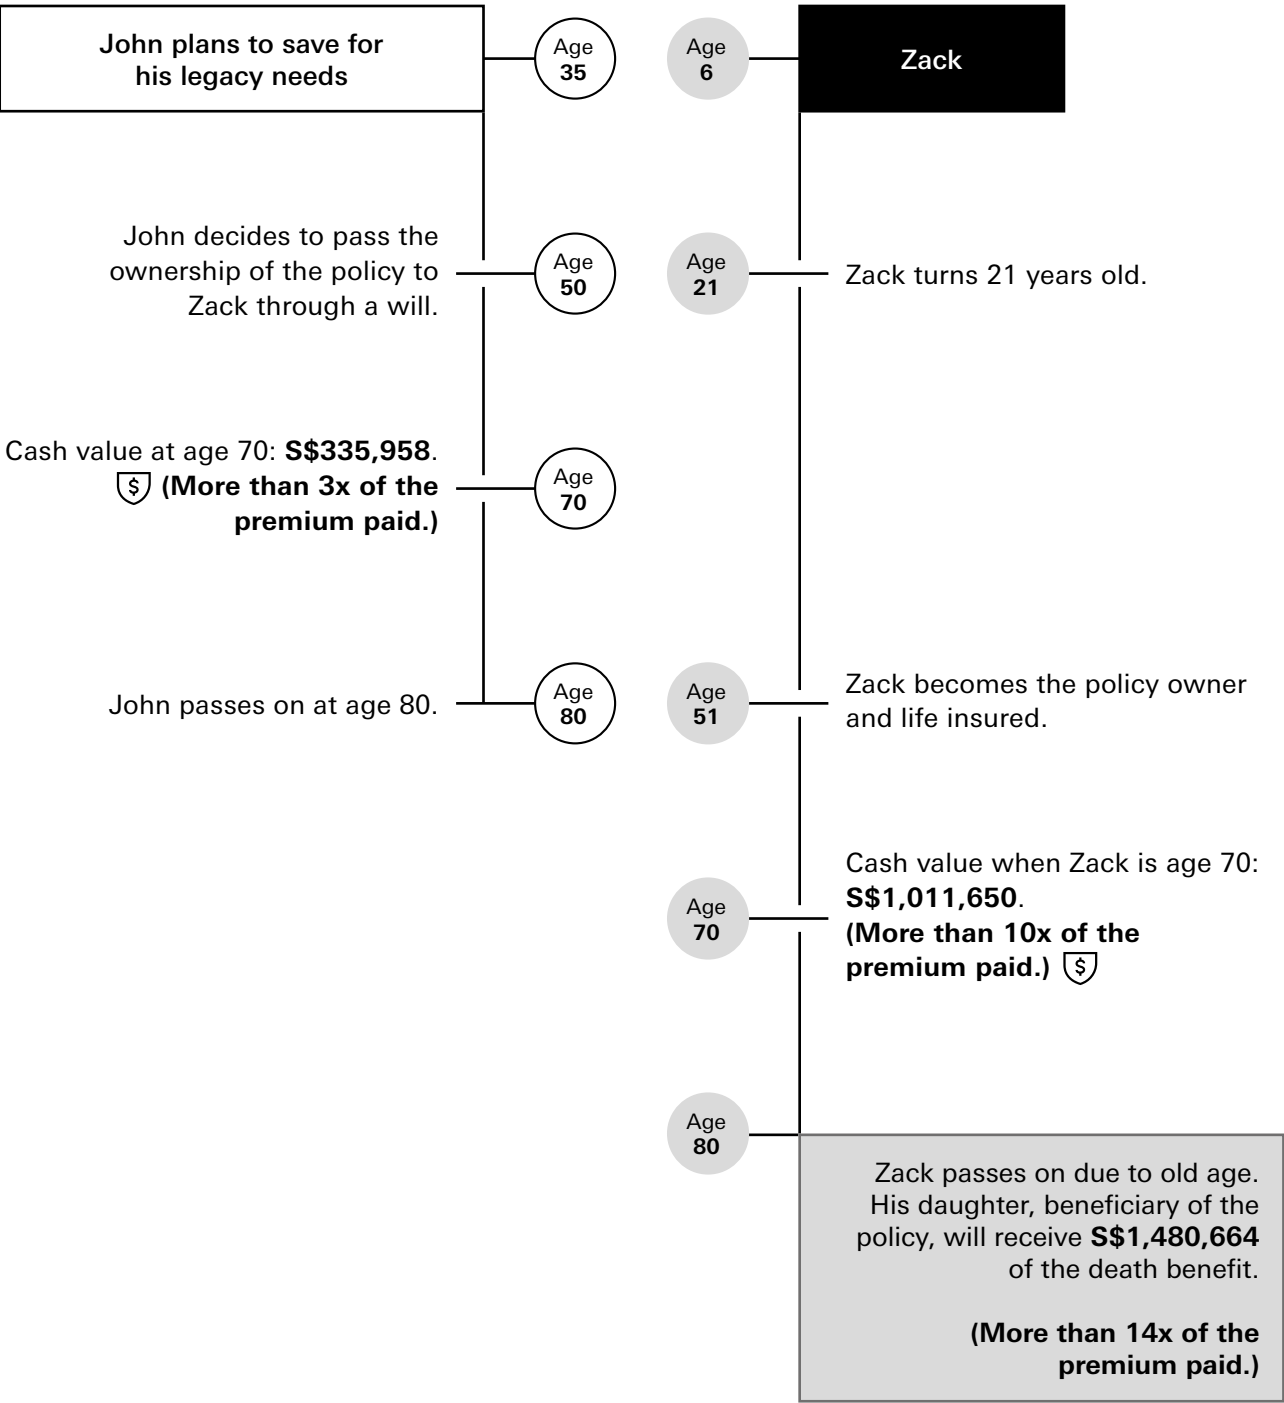 John plans to save for
his legacy needs
Age
35
Age
6
Zack
John decides to pass the
ownership of the policy to
Zack through a will.
Age
50
Age
21
Zack turns 21 years old.
Cash value at age 70: S$335,958.
$ (More than 3x of the
premium paid.)
Age
70
John passes on at age 80.
Age
80
Age
51
Zack becomes the policy owner
and life insured.
Age
70
Cash value when Zack is age 70:
S$1,011,650.
(More than 10x of the
premium paid.) $
Age
80
Zack passes on due to old age.
His daughter, beneficiary of the
policy, will receive S$1,480,664
of the death benefit.
(More than 14x of the
premium paid.)